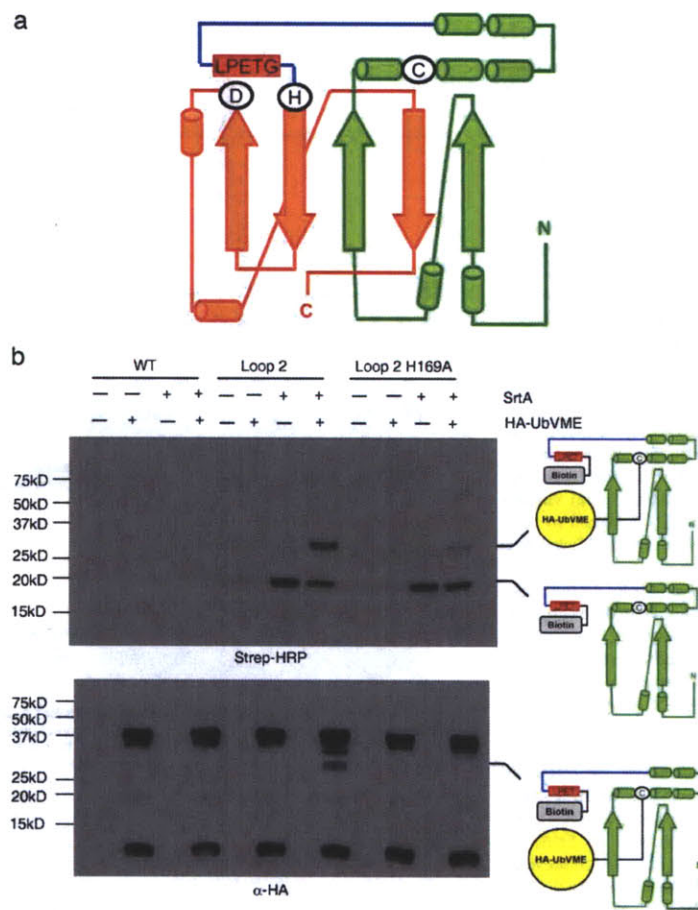 a
LPETG
D
H
C
N
C
b
WT
Loop 2
Loop 2 H169A
— — + + — — + + — — + + SrtA
— + — + — + — + — + — + HA-UbVME
75kD
50kD
37kD
25kD
20kD
15kD
Strep-HRP
C
Biotin
HA-UbVME
C
Biotin
75kD
50kD
37kD
25kD
20kD
15kD
α-HA
C
Biotin
HA-UbVME